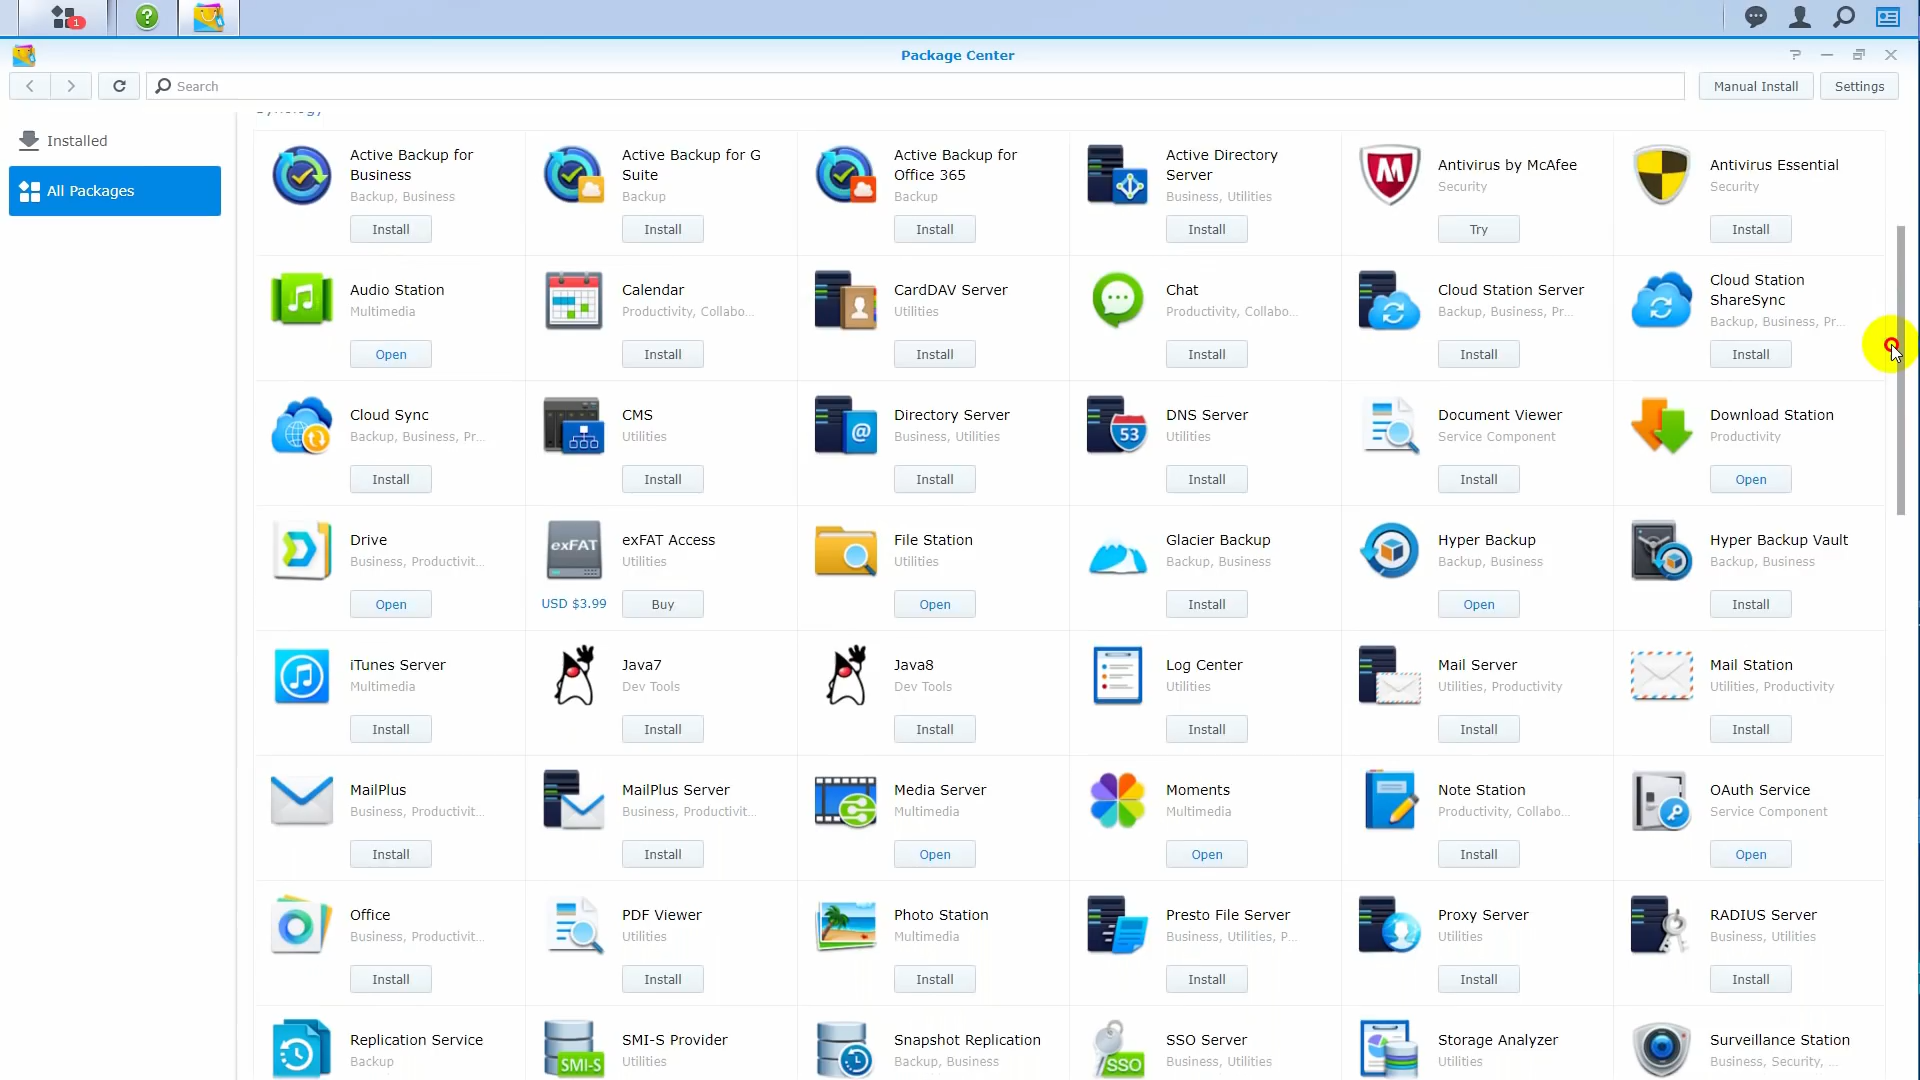 1
?
Package Center
Search
Manual Install
Settings
Installed
All Packages
Synology
Active Backup for Business
Backup, Business
Install
Active Backup for G Suite
Backup
Install
Active Backup for Office 365
Backup
Install
Active Directory Server
Business, Utilities
Install
Antivirus by McAfee
Security
Try
Antivirus Essential
Security
Install
Audio Station
Multimedia
Open
Calendar
Productivity, Collabo...
Install
CardDAV Server
Utilities
Install
Chat
Productivity, Collabo...
Install
Cloud Station Server
Backup, Business, Pr...
Install
Cloud Station ShareSync
Backup, Business, Pr...
Install
Cloud Sync
Backup, Business, Pr...
Install
CMS
Utilities
Install
@
Directory Server
Business, Utilities
Install
53
DNS Server
Utilities
Install
Document Viewer
Service Component
Install
Download Station
Productivity
Open
Drive
Business, Productivit...
Open
exFAT
exFAT Access
Utilities
USD $3.99
Buy
File Station
Utilities
Open
Glacier Backup
Backup, Business
Install
Hyper Backup
Backup, Business
Open
Hyper Backup Vault
Backup, Business
Install
iTunes Server
Multimedia
Install
Java7
Dev Tools
Install
Java8
Dev Tools
Install
Log Center
Utilities
Install
Mail Server
Utilities, Productivity
Install
Mail Station
Utilities, Productivity
Install
MailPlus
Business, Productivit...
Install
MailPlus Server
Business, Productivit...
Install
Media Server
Multimedia
Open
Moments
Multimedia
Open
Note Station
Productivity, Collabo...
Install
OAuth Service
Service Component
Open
Office
Business, Productivit...
Install
PDF Viewer
Utilities
Install
Photo Station
Multimedia
Install
Presto File Server
Business, Utilities, P...
Install
Proxy Server
Utilities
Install
RADIUS Server
Business, Utilities
Install
Replication Service
Backup
SMI-S
SMI-S Provider
Utilities
Snapshot Replication
Backup, Business
SSO
SSO Server
Business, Utilities
Storage Analyzer
Utilities
Surveillance Station
Business, Security, ...